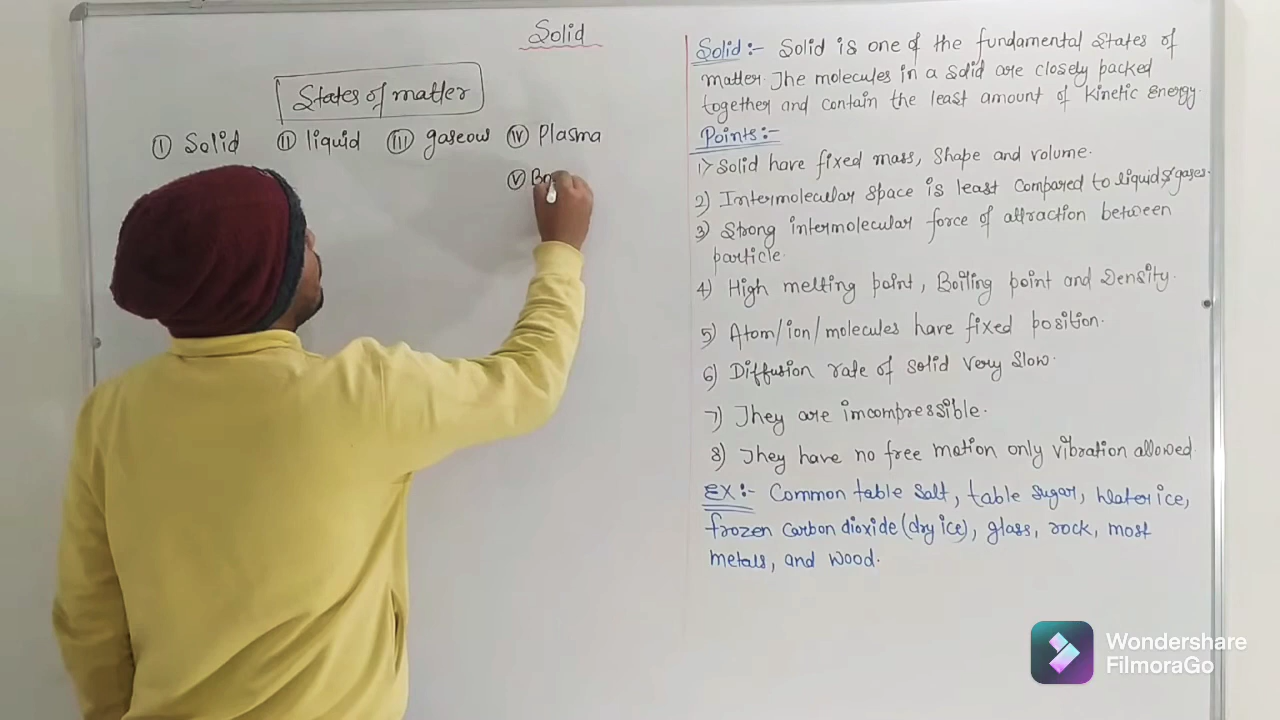 Solid
States of matter
I Solid II liquid III gaseous IV Plasma
V Bo
Solid :- Solid is one of the fundamental States of
matter. The molecules in a solid are closely packed
together and contain the least amount of Kinetic Energy.
Points:-
1) Solid have fixed mass, Shape and volume.
2) Intermolecular space is least compared to liquid & gases.
3) Strong intermolecular force of attraction between
particle.
4) High melting point, Boiling point and Density.
5) Atom/ion/molecules have fixed position.
6) Diffusion rate of solid very slow.
7) They are incompressible.
8) They have no free motion only vibration allowed
EX:- Common table salt, table sugar, water ice,
frozen carbon dioxide (dry ice), glass, rock, most
metals, and wood.
Wondershare
FilmoraGo